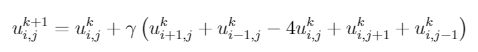 $u_{i,j}^{k+1} = u_{i,j}^{k} + \gamma \left( u_{i+1,j}^{k} + u_{i-1,j}^{k} - 4u_{i,j}^{k} + u_{i,j+1}^{k} + u_{i,j-1}^{k} \right)$